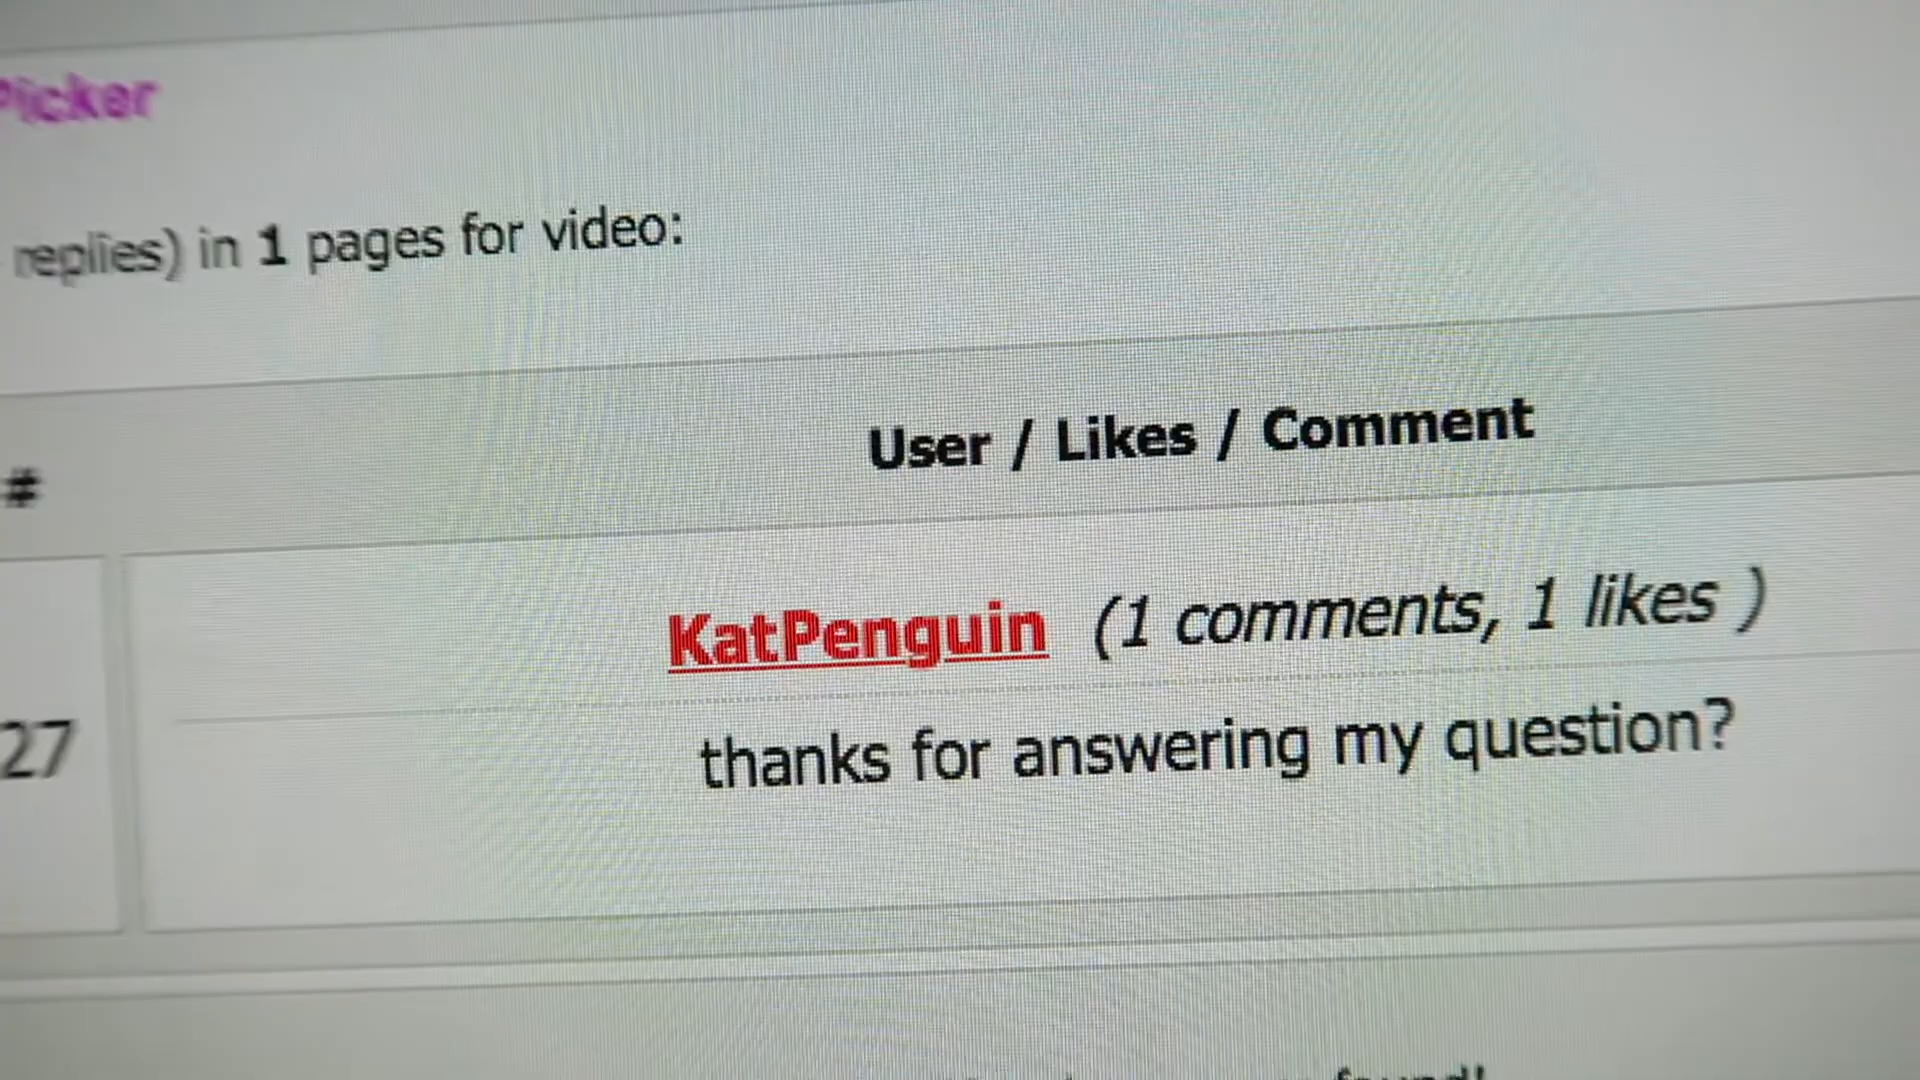 Picker
replies) in 1 pages for video:
# User / Likes / Comment
KatPenguin (1 comments, 1 likes )
27
thanks for answering my question?